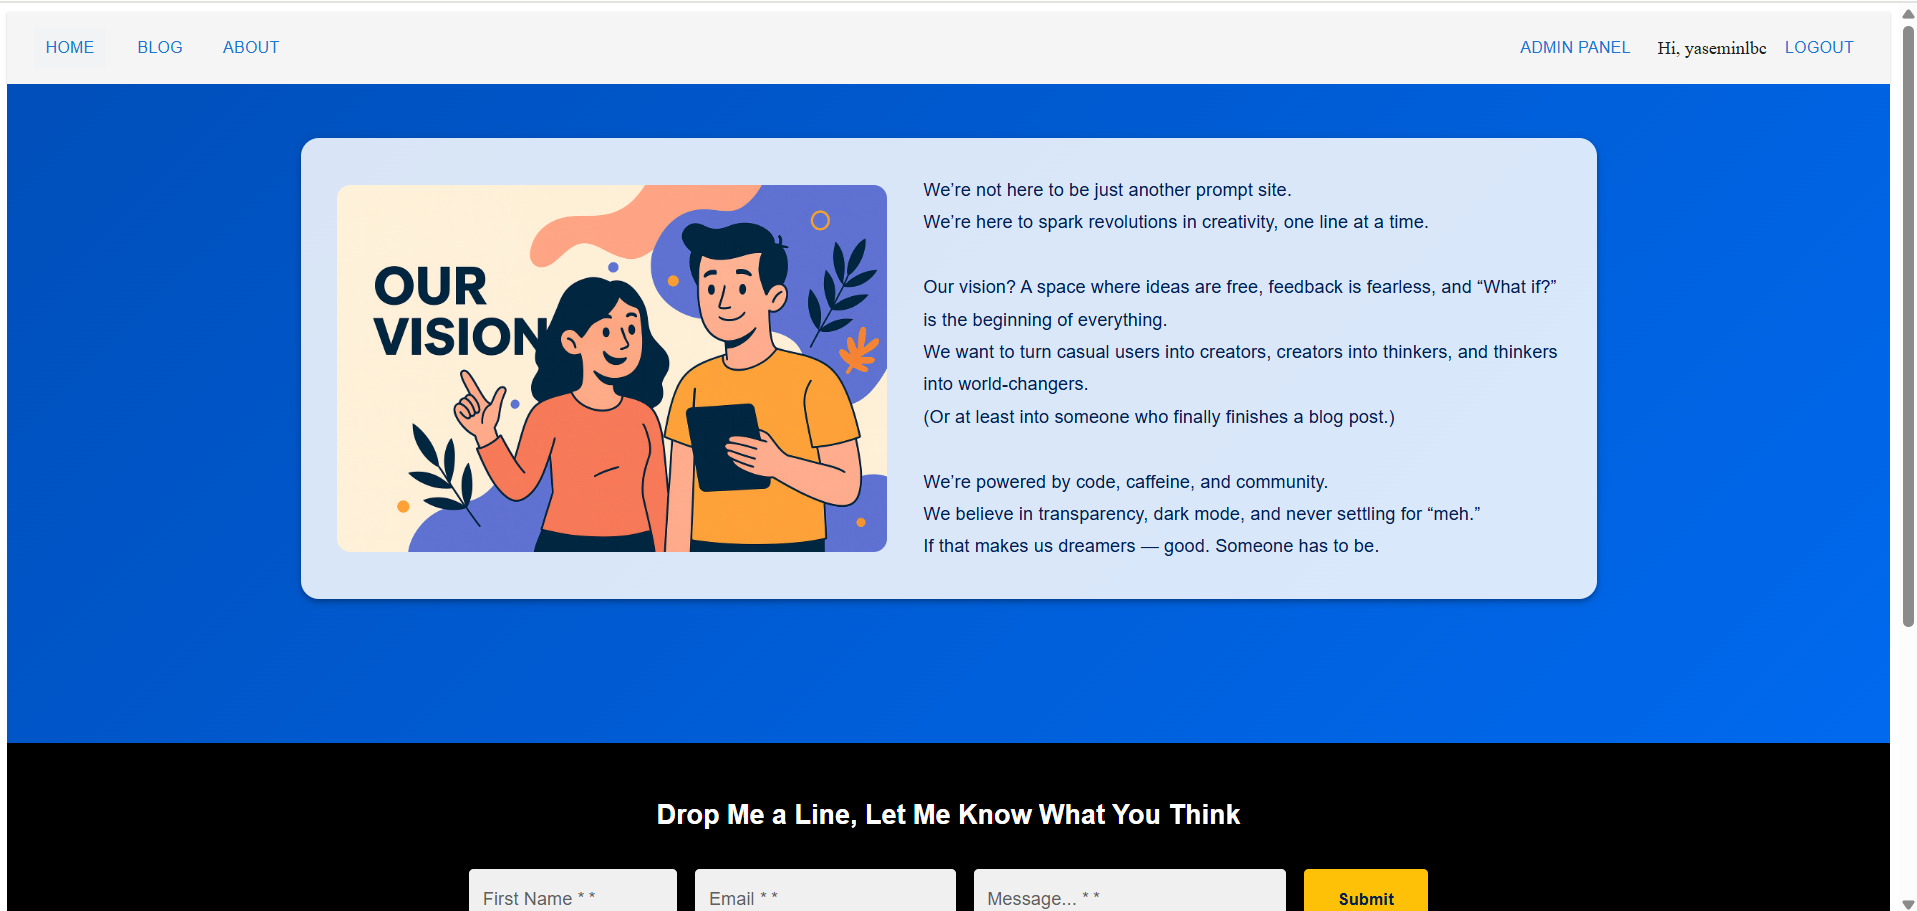 HOME
BLOG
ABOUT
ADMIN PANEL
Hi, yaseminlbc
LOGOUT
OUR
VISION
We’re not here to be just another prompt site.
We’re here to spark revolutions in creativity, one line at a time.
Our vision? A space where ideas are free, feedback is fearless, and “What if?”
is the beginning of everything.
We want to turn casual users into creators, creators into thinkers, and thinkers
into world-changers.
(Or at least into someone who finally finishes a blog post.)
We’re powered by code, caffeine, and community.
We believe in transparency, dark mode, and never settling for “meh.”
If that makes us dreamers — good. Someone has to be.
Drop Me a Line, Let Me Know What You Think
First Name * *
Email * *
Message... * *
Submit